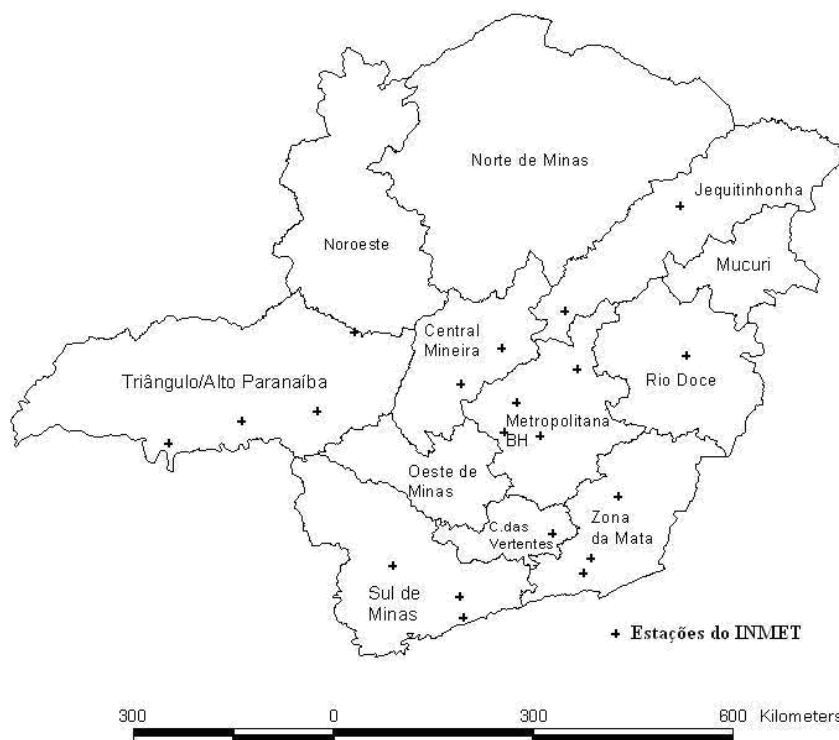 Norte de Minas
Jequitinhonha
Noroeste
Mucuri
Central
Mineira
Triângulo/Alto Paranaíba
Rio Doce
Metropolitana
BH
Oeste de
Minas
Zona
da Mata
C.das
Vertentes
Sul de
Minas
Estações do INMET
300 0 300 600 Kilometers